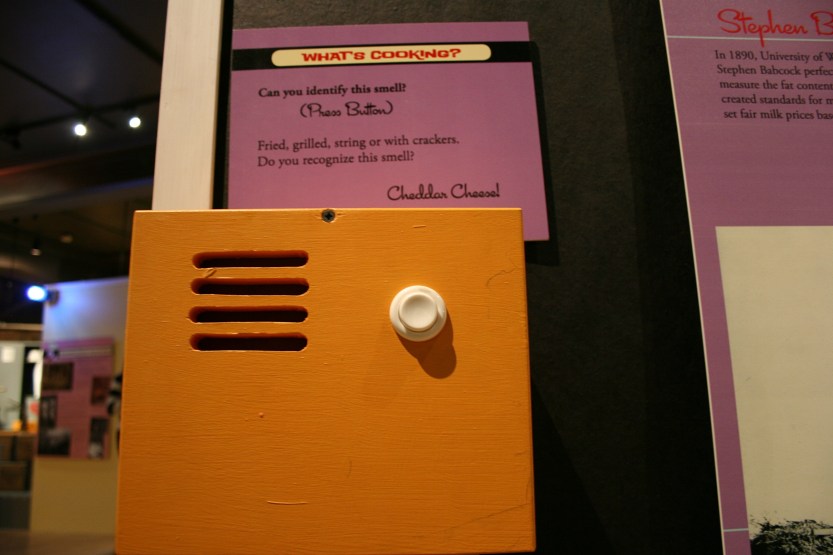 WHAT'S COOKING?
Can you identify this smell?
(Press Button)
Fried, grilled, string or with crackers.
Do you recognize this smell?
Cheddar Cheese!
Stephen
In 1890, University of
Stephen Babcock
measure the fat content
created standards for
set fair milk prices